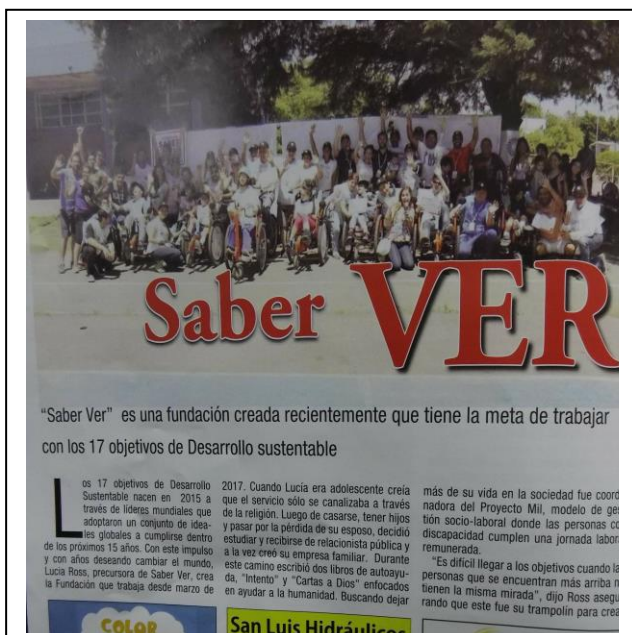 Saber VER
"Saber Ver" es una fundación creada recientemente que tiene la meta de trabajar
con los 17 objetivos de Desarrollo sustentable
Los 17 objetivos de Desarrollo
Sustentable nacen en 2015 a
través de líderes mundiales que
adoptaron un conjunto de idea-
les globales a cumplirse dentro
de los próximos 15 años. Con este impulso
y con años deseando cambiar el mundo,
Lucia Ross, precursora de Saber Ver, crea
la Fundación que trabaja desde marzo de
2017. Cuando Lucía era adolescente creía
que el servicio sólo se canalizaba a través
de la religión. Luego de casarse, tener hijos
y pasar por la pérdida de su esposo, decidió
estudiar y recibirse de relacionista pública y
a la vez creó su empresa familiar. Durante
este camino escribió dos libros de autoayu-
da, "Intento" y "Cartas a Dios" enfocados
en ayudar a la humanidad. Buscando dejar
más de su vida en la sociedad fue coord
nadora del Proyecto Mil, modelo de ges
tión socio-laboral donde las personas co
discapacidad cumplen una jornada labor
remunerada.
"Es difícil llegar a los objetivos cuando la
personas que se encuentran más arriba n
tienen la misma mirada", dijo Ross asegu
rando que este fue su trampolín para crea
COLOR
San Luis Hidráulicos